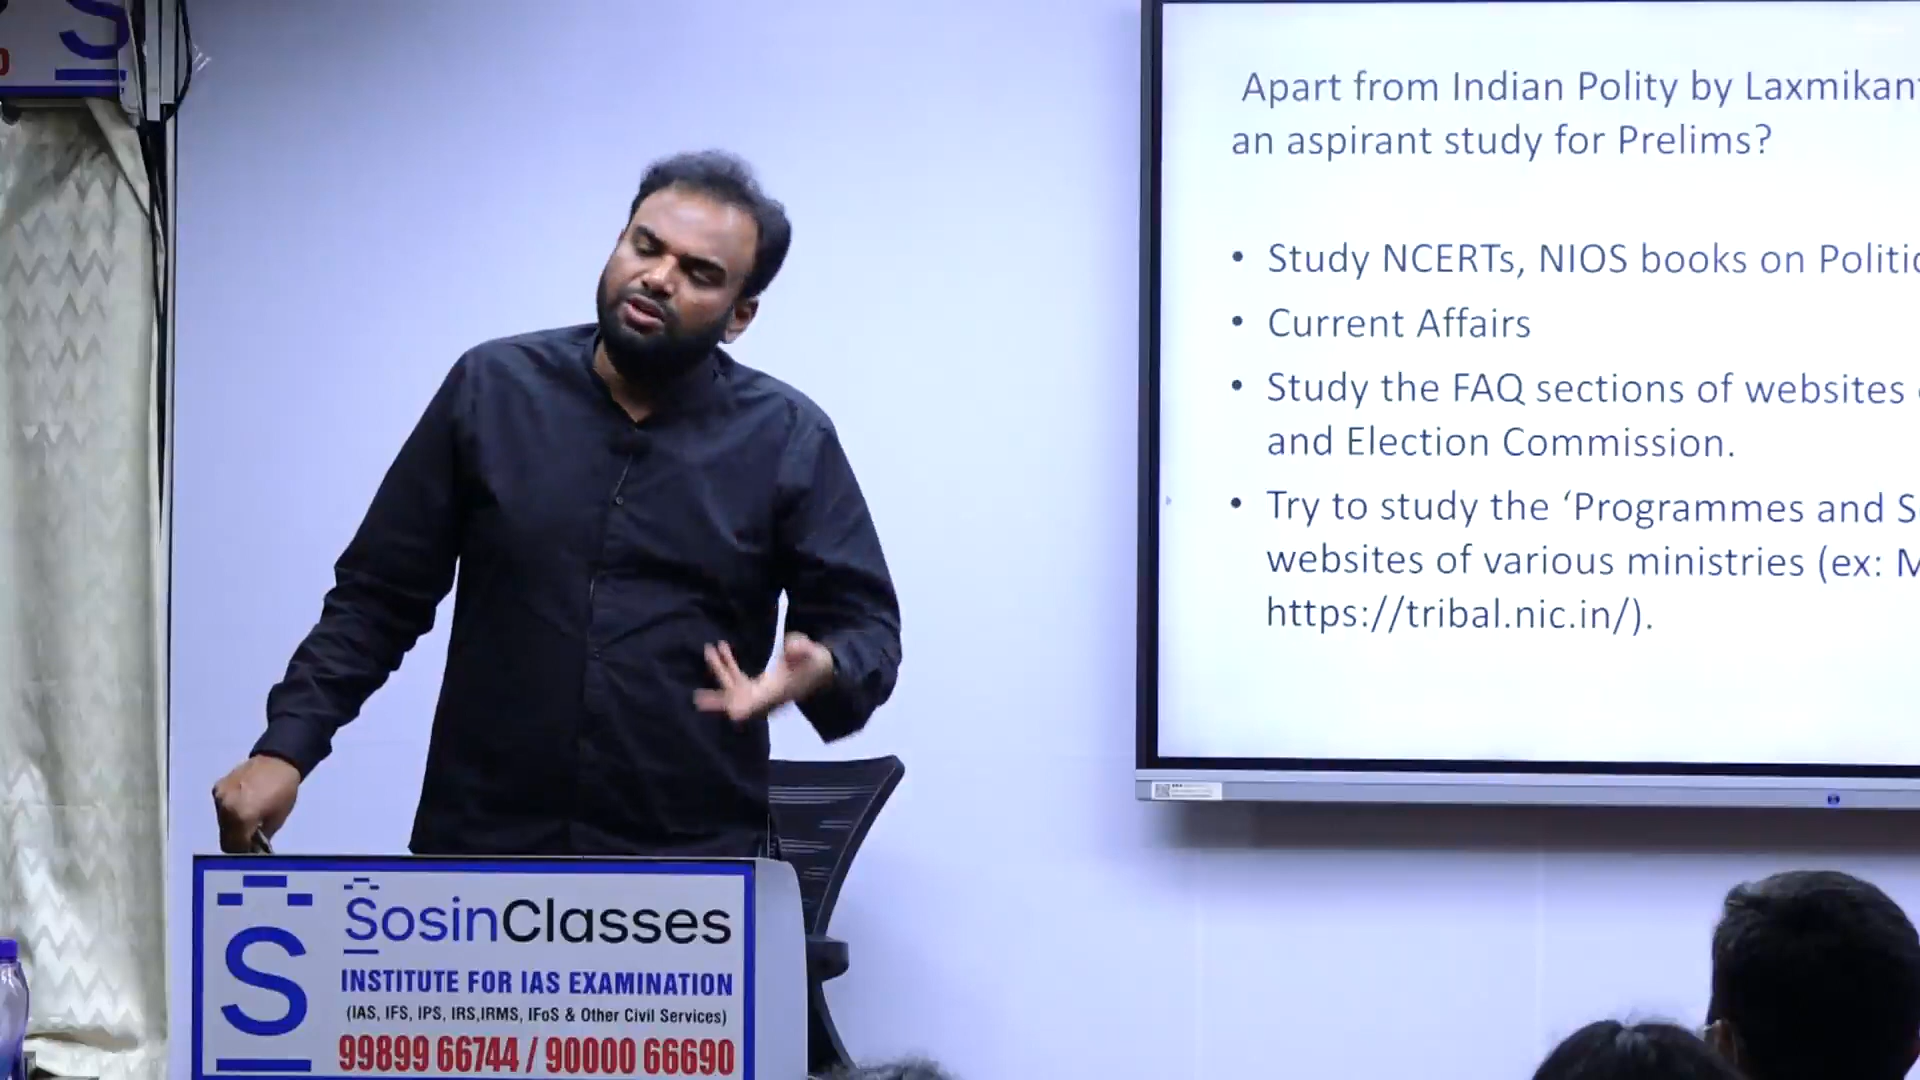 Apart from Indian Polity by Laxmikan
an aspirant study for Prelims?
• Study NCERTs, NIOS books on Politic
• Current Affairs
• Study the FAQ sections of websites
and Election Commission.
• Try to study the ‘Programmes and S
websites of various ministries (ex: M
https://tribal.nic.in/).
S
SosinClasses
INSTITUTE FOR IAS EXAMINATION
(IAS, IFS, IPS, IRS,IRMS, IFoS & Other Civil Services)
99899 66744 / 90000 66690